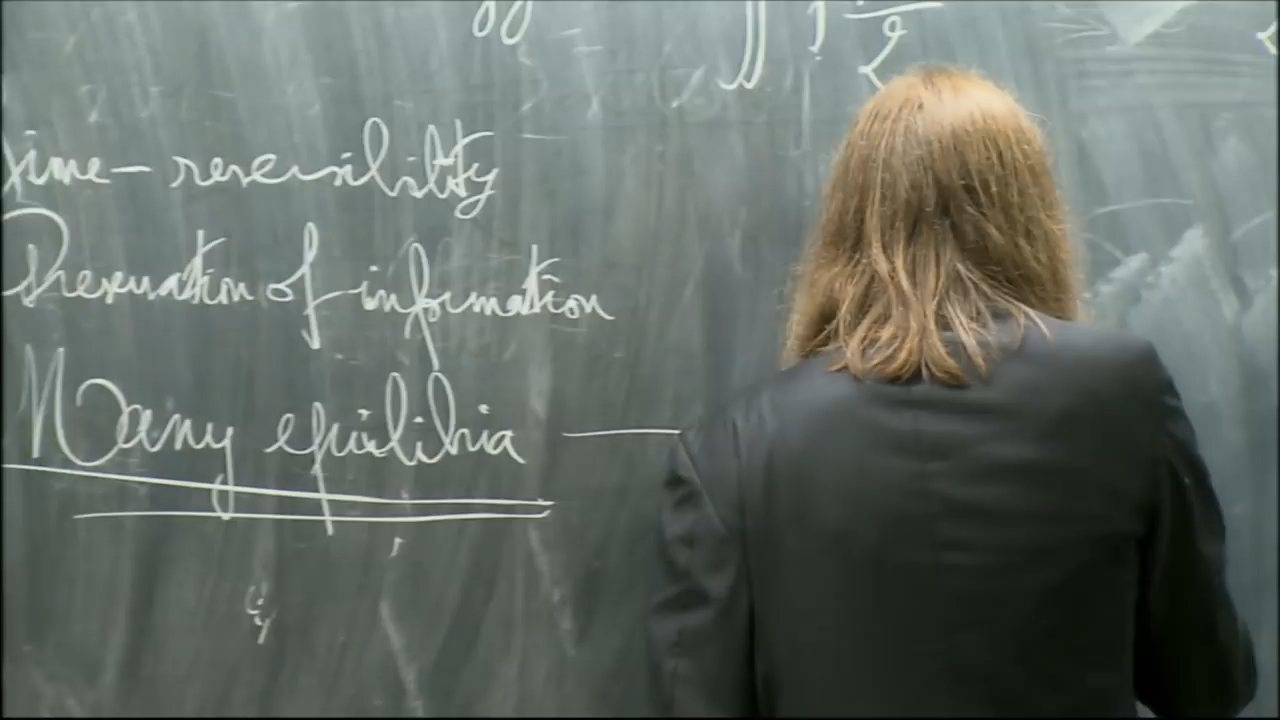 time-reversibility
Preservation of information
Many equilibria